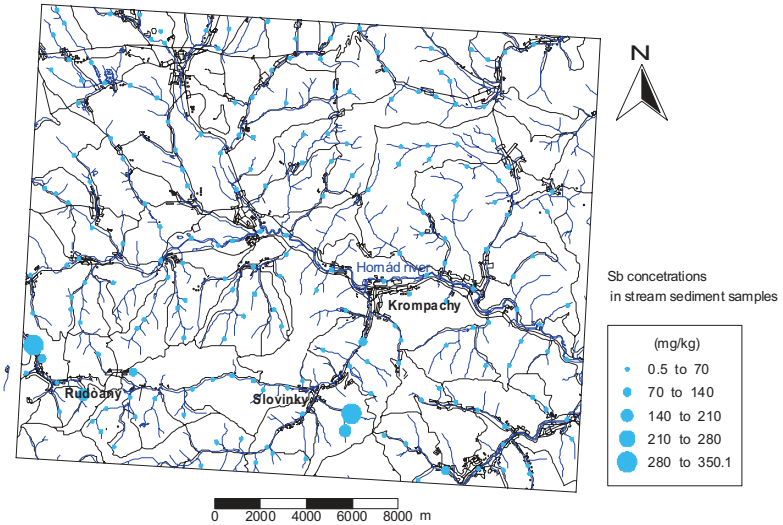 N
Hornád river
Krompachy
Rudňany
Slovinky
Sb concetrations
in stream sediment samples
(mg/kg)
0.5 to 70
70 to 140
140 to 210
210 to 280
280 to 350.1
0 2000 4000 6000 8000 m